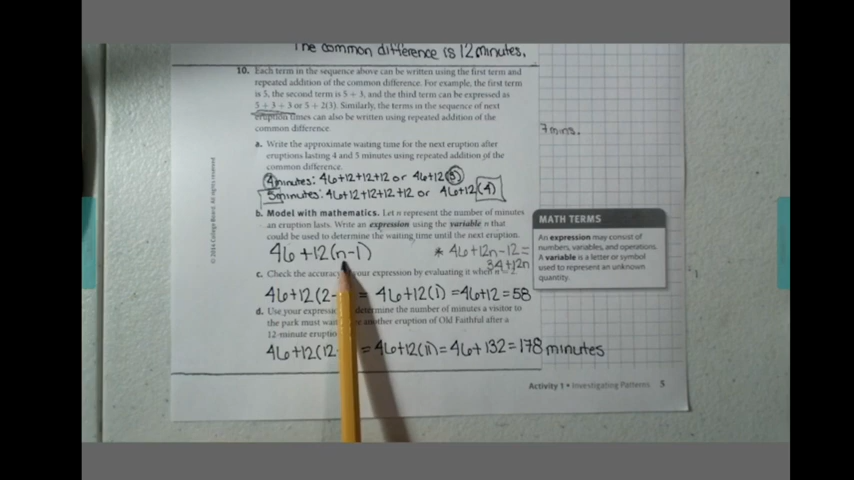 The common difference is 12 minutes.
10. Each term in the sequence above can be written using the first term and
repeated addition of the common difference. For example, the first term
is 5, the second term is 5 + 3, and the third term can be expressed as
5 + 3 + 3 or 5 + 2(3). Similarly, the terms in the sequence of next
eruption times can also be written using repeated addition of the
common difference.
7 mins.
a. Write the approximate waiting time for the next eruption after
eruptions lasting 4 and 5 minutes using repeated addition of the
common difference.
4 minutes: 46+12+12+12 or 46+12(3)
5 minutes: 46+12+12+12+12 or 46+12(4)
b. Model with mathematics. Let n represent the number of minutes
an eruption lasts. Write an expression using the variable n that
could be used to determine the waiting time until the next eruption.
46+12(n-1)
* 46+12n-12=
34+12n
MATH TERMS
An expression may consist of
numbers, variables, and operations.
A variable is a letter or symbol
used to represent an unknown
quantity.
c. Check the accuracy your expression by evaluating it when n = 2.
46+12(2- = 46+12(1) = 46+12 = 58
d. Use your determine the number of minutes a visitor to
the park must another eruption of Old Faithful after a
12-minute
46+12(12- = 46+12(11) = 46+132 = 178 minutes
© 2014 College Board. All rights reserved.
Activity 1 • Investigating Patterns 5